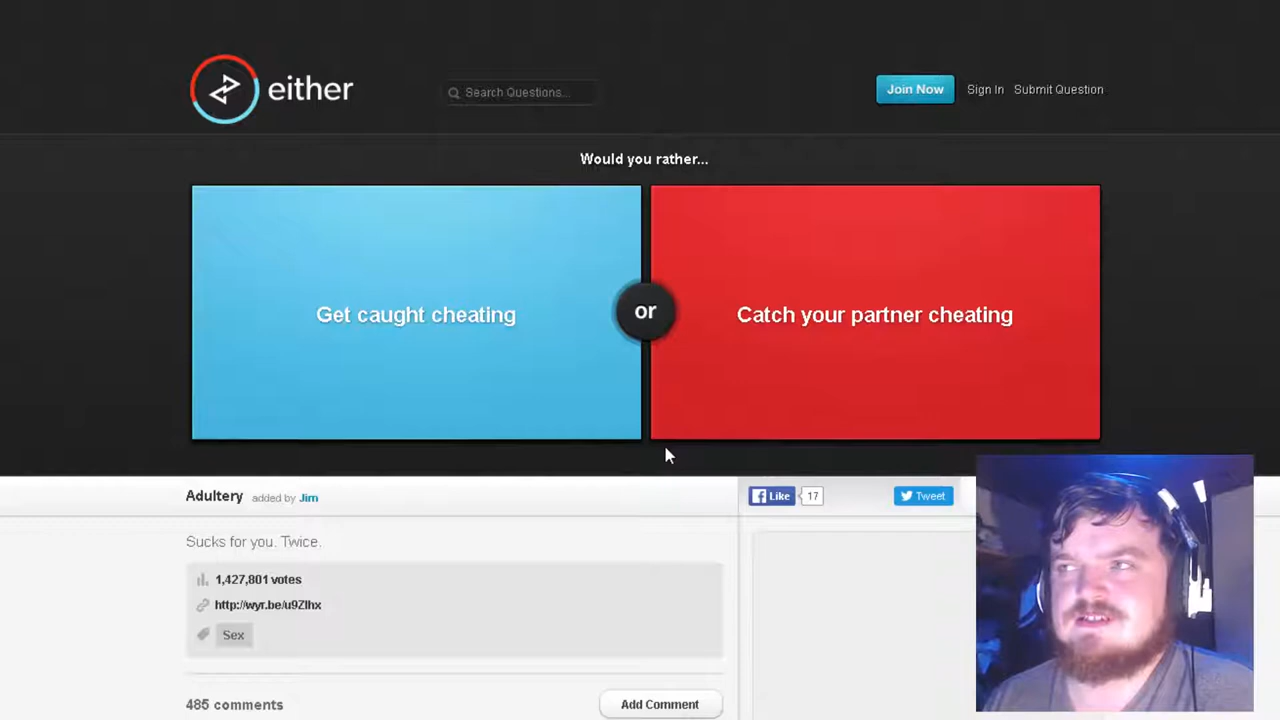 either
Search Questions...
Join Now
Sign In
Submit Question
Would you rather...
Get caught cheating
or
Catch your partner cheating
Adultery added by Jim
Like 17
Tweet
Sucks for you. Twice.
1,427,801 votes
http://wyr.be/u9Zlhx
Sex
485 comments
Add Comment